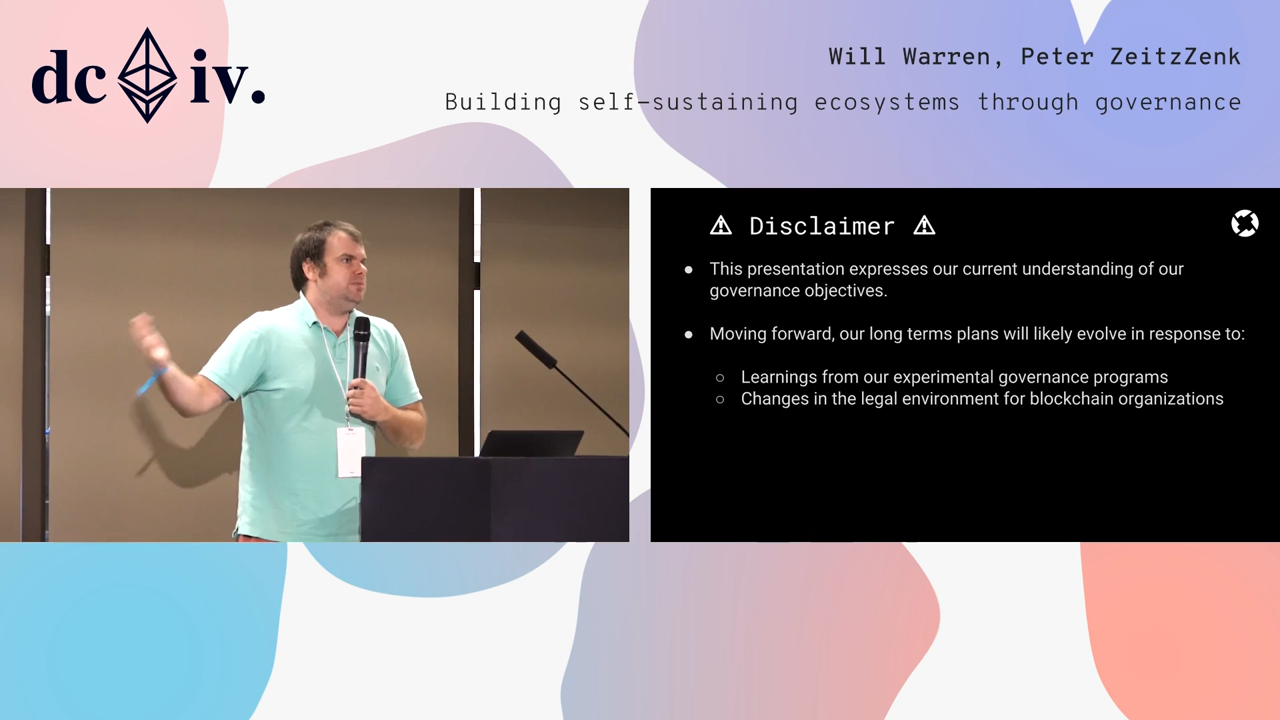 dc iv.
Will Warren, Peter ZeitzZenk
Building self-sustaining ecosystems through governance
Disclaimer
● This presentation expresses our current understanding of our
governance objectives.
● Moving forward, our long terms plans will likely evolve in response to:
○ Learnings from our experimental governance programs
○ Changes in the legal environment for blockchain organizations